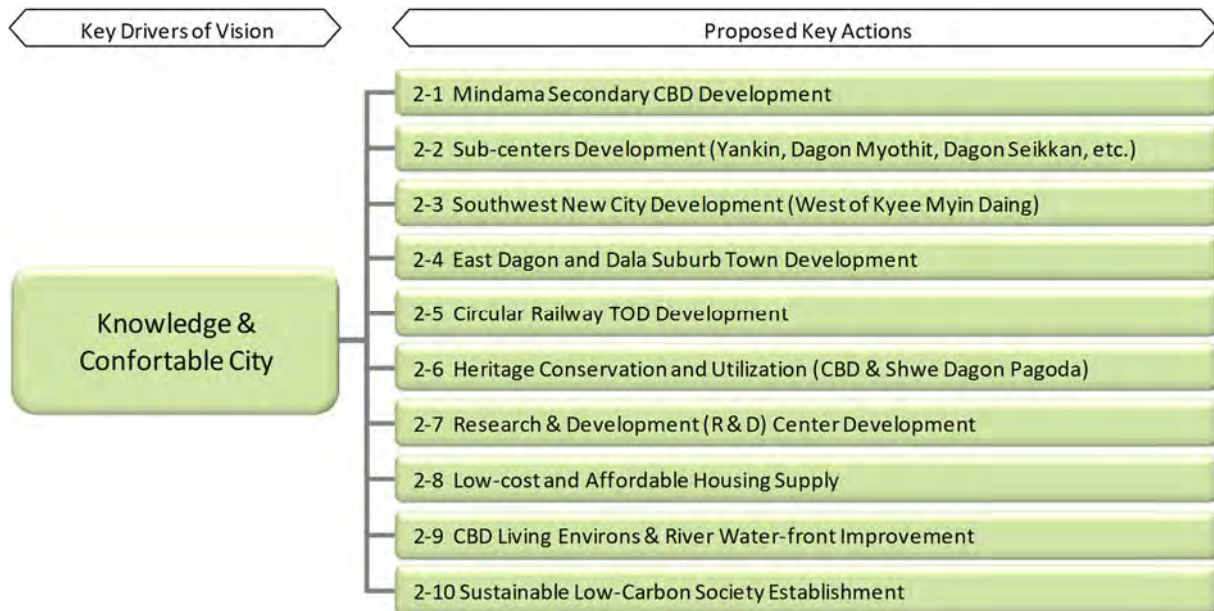 Key Drivers of Vision
Proposed Key Actions
Knowledge &
Confortable City
2-1 Mindama Secondary CBD Development
2-2 Sub-centers Development (Yankin, Dagon Myothit, Dagon Seikkan, etc.)
2-3 Southwest New City Development (West of Kyee Myin Daing)
2-4 East Dagon and Dala Suburb Town Development
2-5 Circular Railway TOD Development
2-6 Heritage Conservation and Utilization (CBD & Shwe Dagon Pagoda)
2-7 Research & Development (R & D) Center Development
2-8 Low-cost and Affordable Housing Supply
2-9 CBD Living Environs & River Water-front Improvement
2-10 Sustainable Low-Carbon Society Establishment